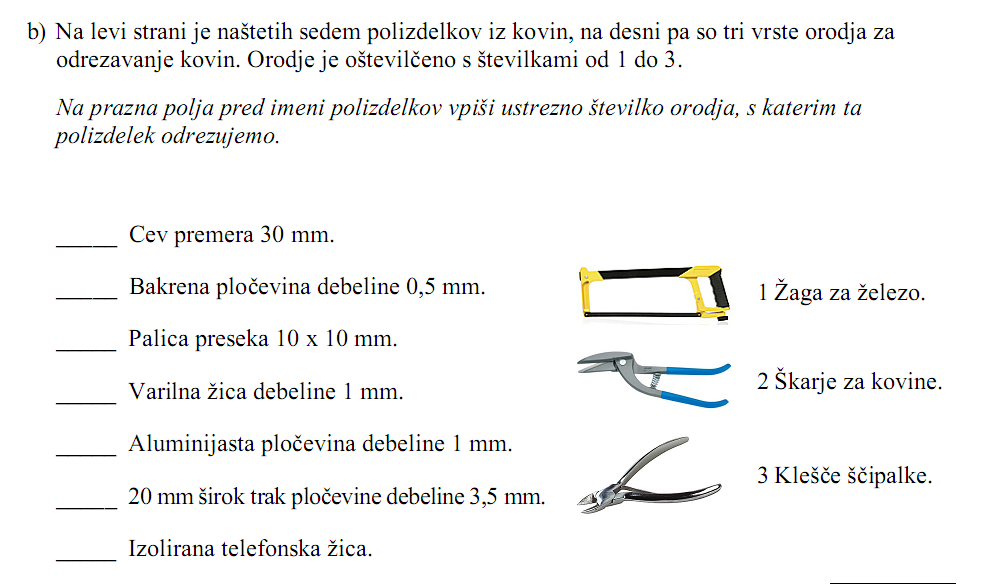 b) Na levi strani je naštetih sedem polizdelkov iz kovin, na desni pa so tri vrste orodja za
odrezavanje kovin. Orodje je oštevilčeno s številkami od 1 do 3.
Na prazna polja pred imeni polizdelkov vpiši ustrezno številko orodja, s katerim ta
polizdelek odrezujemo.
_____ Cev premera 30 mm.
_____ Bakrena pločevina debeline 0,5 mm.
_____ Palica preseka 10 x 10 mm.
_____ Varilna žica debeline 1 mm.
_____ Aluminijasta pločevina debeline 1 mm.
_____ 20 mm širok trak pločevine debeline 3,5 mm.
_____ Izolirana telefonska žica.
1 Žaga za železo.
2 Škarje za kovine.
3 Klešče ščipalke.